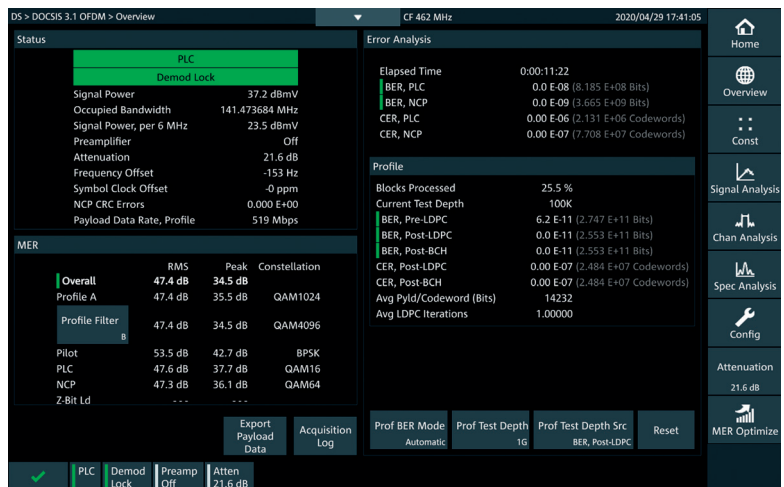 DS > DOCSIS 3.1 OFDM > Overview CF 462 MHz 2020/04/29 17:41:05
Status
PLC
Demod Lock
Signal Power 37.2 dBmV
Occupied Bandwidth 141.473684 MHz
Signal Power, per 6 MHz 23.5 dBmV
Preamplifier Off
Attenuation 21.6 dB
Frequency Offset -153 Hz
Symbol Clock Offset -0 ppm
NCP CRC Errors 0.000 E+00
Payload Data Rate, Profile 519 Mbps
MER
RMS Peak Constellation
Overall 47.4 dB 34.5 dB
Profile A 47.4 dB 35.5 dB QAM1024
Profile Filter B 47.4 dB 34.5 dB QAM4096
Pilot 53.5 dB 42.7 dB BPSK
PLC 47.6 dB 37.7 dB QAM16
NCP 47.3 dB 36.1 dB QAM64
Z-Bit Ld --- ---
Export Payload Data
Acquisition Log
Error Analysis
Elapsed Time 0:00:11:22
BER, PLC 0.0 E-08 (8.185 E+08 Bits)
BER, NCP 0.0 E-09 (3.665 E+09 Bits)
CER, PLC 0.00 E-06 (2.131 E+06 Codewords)
CER, NCP 0.00 E-07 (7.708 E+07 Codewords)
Profile
Blocks Processed 25.5 %
Current Test Depth 100K
BER, Pre-LDPC 6.2 E-11 (2.747 E+11 Bits)
BER, Post-LDPC 0.0 E-11 (2.553 E+11 Bits)
BER, Post-BCH 0.0 E-11 (2.553 E+11 Bits)
CER, Post-LDPC 0.00 E-07 (2.484 E+07 Codewords)
CER, Post-BCH 0.00 E-07 (2.484 E+07 Codewords)
Avg Pyld/Codeword (Bits) 14232
Avg LDPC Iterations 1.00000
Prof BER Mode Automatic
Prof Test Depth 1G
Prof Test Depth Src BER, Post-LDPC
Reset
Home
Overview
Const
Signal Analysis
Chan Analysis
Spec Analysis
Config
Attenuation
21.6 dB
MER Optimize
PLC
Demod Lock
Preamp Off
Atten 21.6 dB